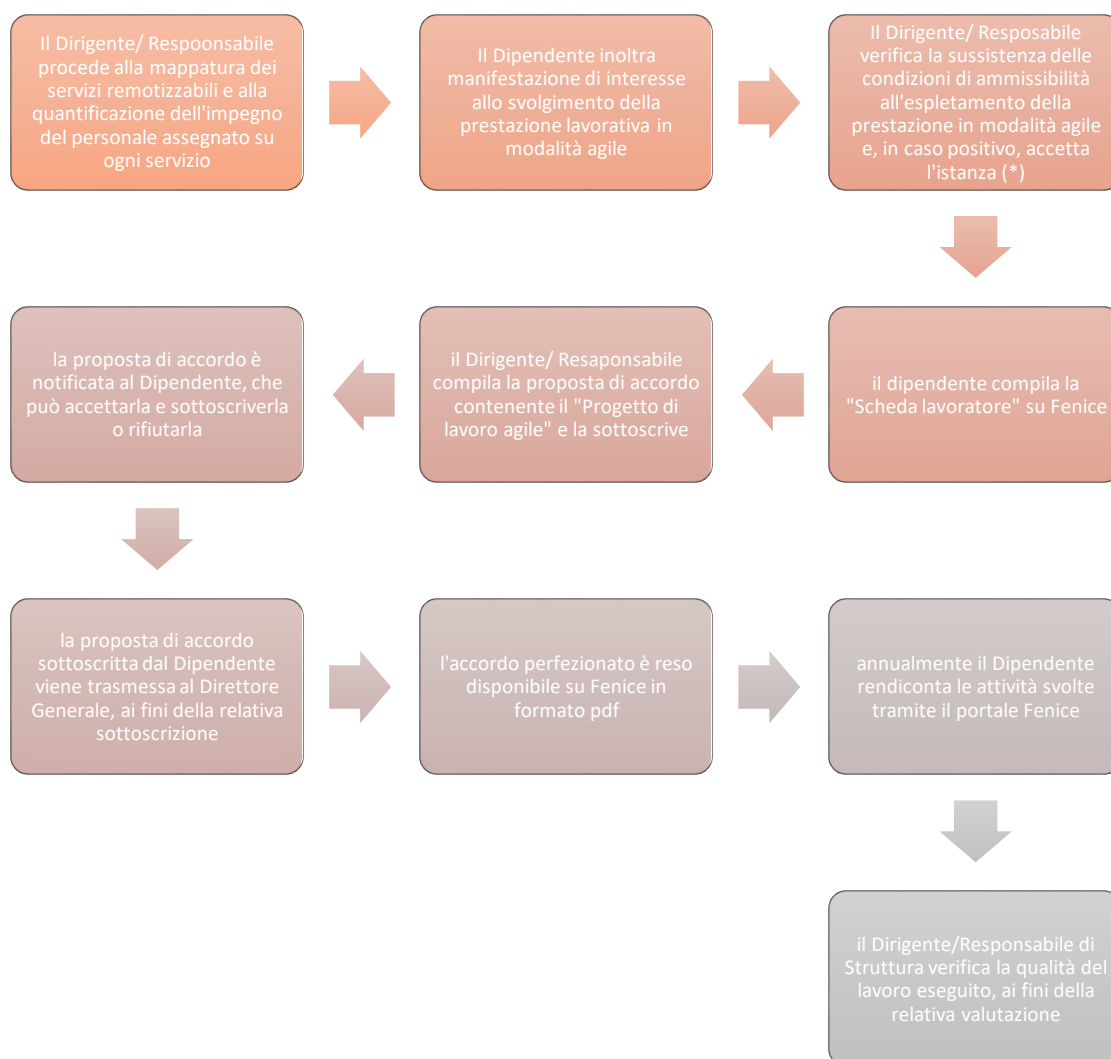 Il Dirigente/ Respoonsabile
procede alla mappatura dei
servizi remotizzabili e alla
quantificazione dell'impegno
del personale assegnato su
ogni servizio
Il Dipendente inoltra
manifestazione di interesse
allo svolgimento della
prestazione lavorativa in
modalità agile
Il Dirigente/ Resposabile
verifica la sussistenza delle
condizioni di ammissibilità
all'espletamento della
prestazione in modalità agile
e, in caso positivo, accetta
l'istanza (*)
il dipendente compila la
"Scheda lavoratore" su Fenice
il Dirigente/ Resaponsabile
compila la proposta di accordo
contenente il "Progetto di
lavoro agile" e la sottoscrive
la proposta di accordo è
notificata al Dipendente, che
può accettarla e sottoscriverla
o rifiutarla
la proposta di accordo
sottoscritta dal Dipendente
viene trasmessa al Direttore
Generale, ai fini della relativa
sottoscrizione
l'accordo perfezionato è reso
disponibile su Fenice in
formato pdf
annualmente il Dipendente
rendiconta le attività svolte
tramite il portale Fenice
il Dirigente/Responsabile di
Struttura verifica la qualità del
lavoro eseguito, ai fini della
relativa valutazione